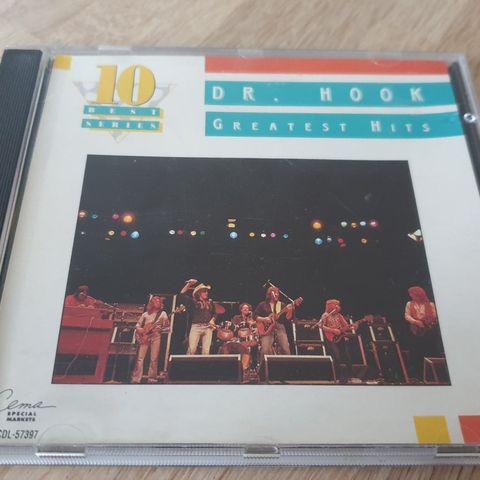 10
BEST
SERIES
DR. HOOK
GREATEST HITS
Cema
SPECIAL
MARKETS
CDL-57397